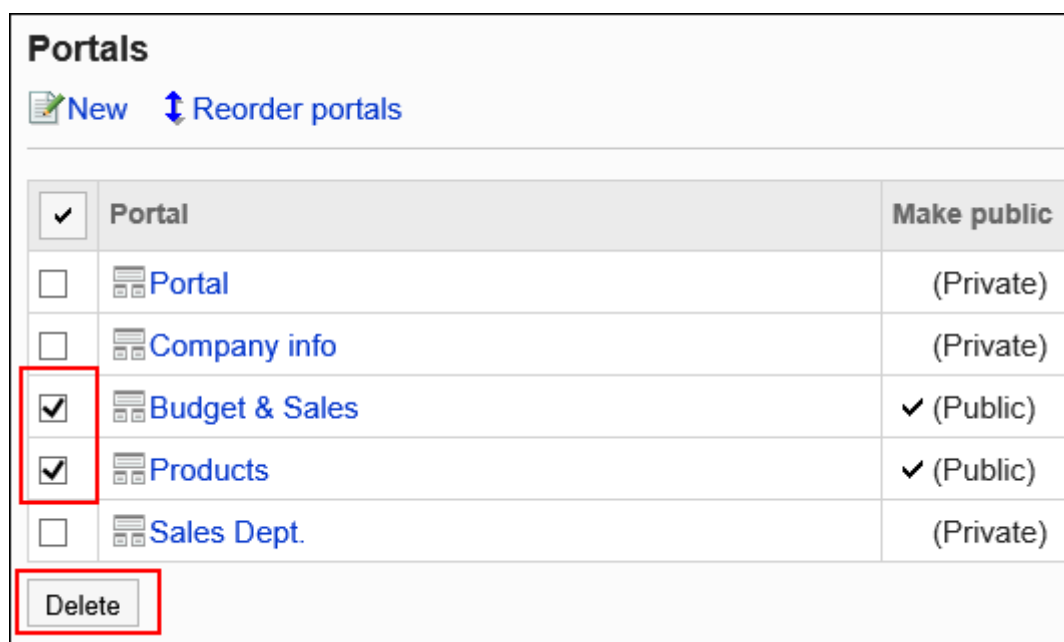 Portals
New Reorder portals
Portal Make public
Portal (Private)
Company info (Private)
Budget & Sales (Public)
Products (Public)
Sales Dept. (Private)
Delete